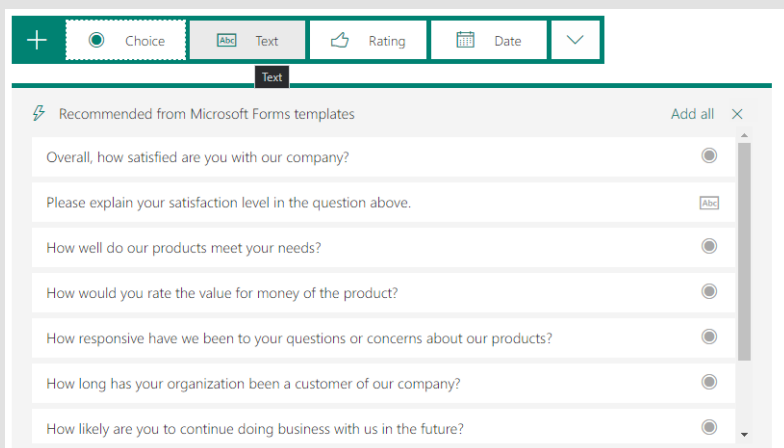 Choice
Abc Text
Rating
Date
Text
Recommended from Microsoft Forms templates
Add all
Overall, how satisfied are you with our company?
Please explain your satisfaction level in the question above.
Abc
How well do our products meet your needs?
How would you rate the value for money of the product?
How responsive have we been to your questions or concerns about our products?
How long has your organization been a customer of our company?
How likely are you to continue doing business with us in the future?